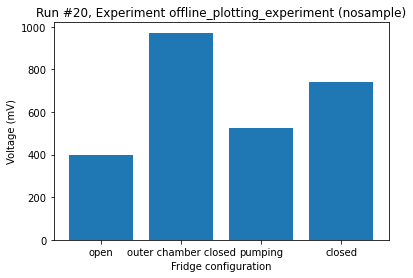 Run #20, Experiment offline_plotting_experiment (nosample)
1000
800
600
400
200
0
Voltage (mV)
open outer chamber closed pumping closed
Fridge configuration